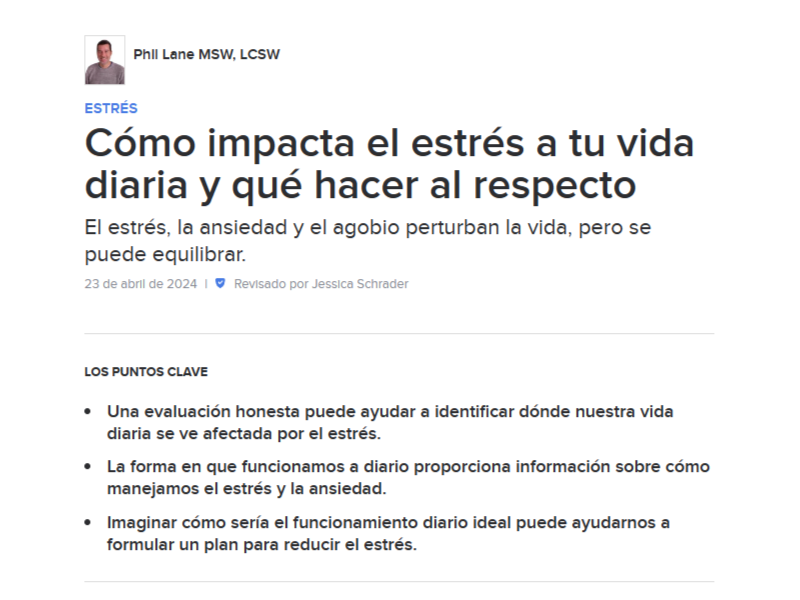 Phil Lane MSW, LCSW
ESTRÉS
Cómo impacta el estrés a tu vida
diaria y qué hacer al respecto
El estrés, la ansiedad y el agobio perturban la vida, pero se
puede equilibrar.
23 de abril de 2024 | Revisado por Jessica Schrader
LOS PUNTOS CLAVE
• Una evaluación honesta puede ayudar a identificar dónde nuestra vida
diaria se ve afectada por el estrés.
• La forma en que funcionamos a diario proporciona información sobre cómo
manejamos el estrés y la ansiedad.
• Imaginar cómo sería el funcionamiento diario ideal puede ayudarnos a
formular un plan para reducir el estrés.